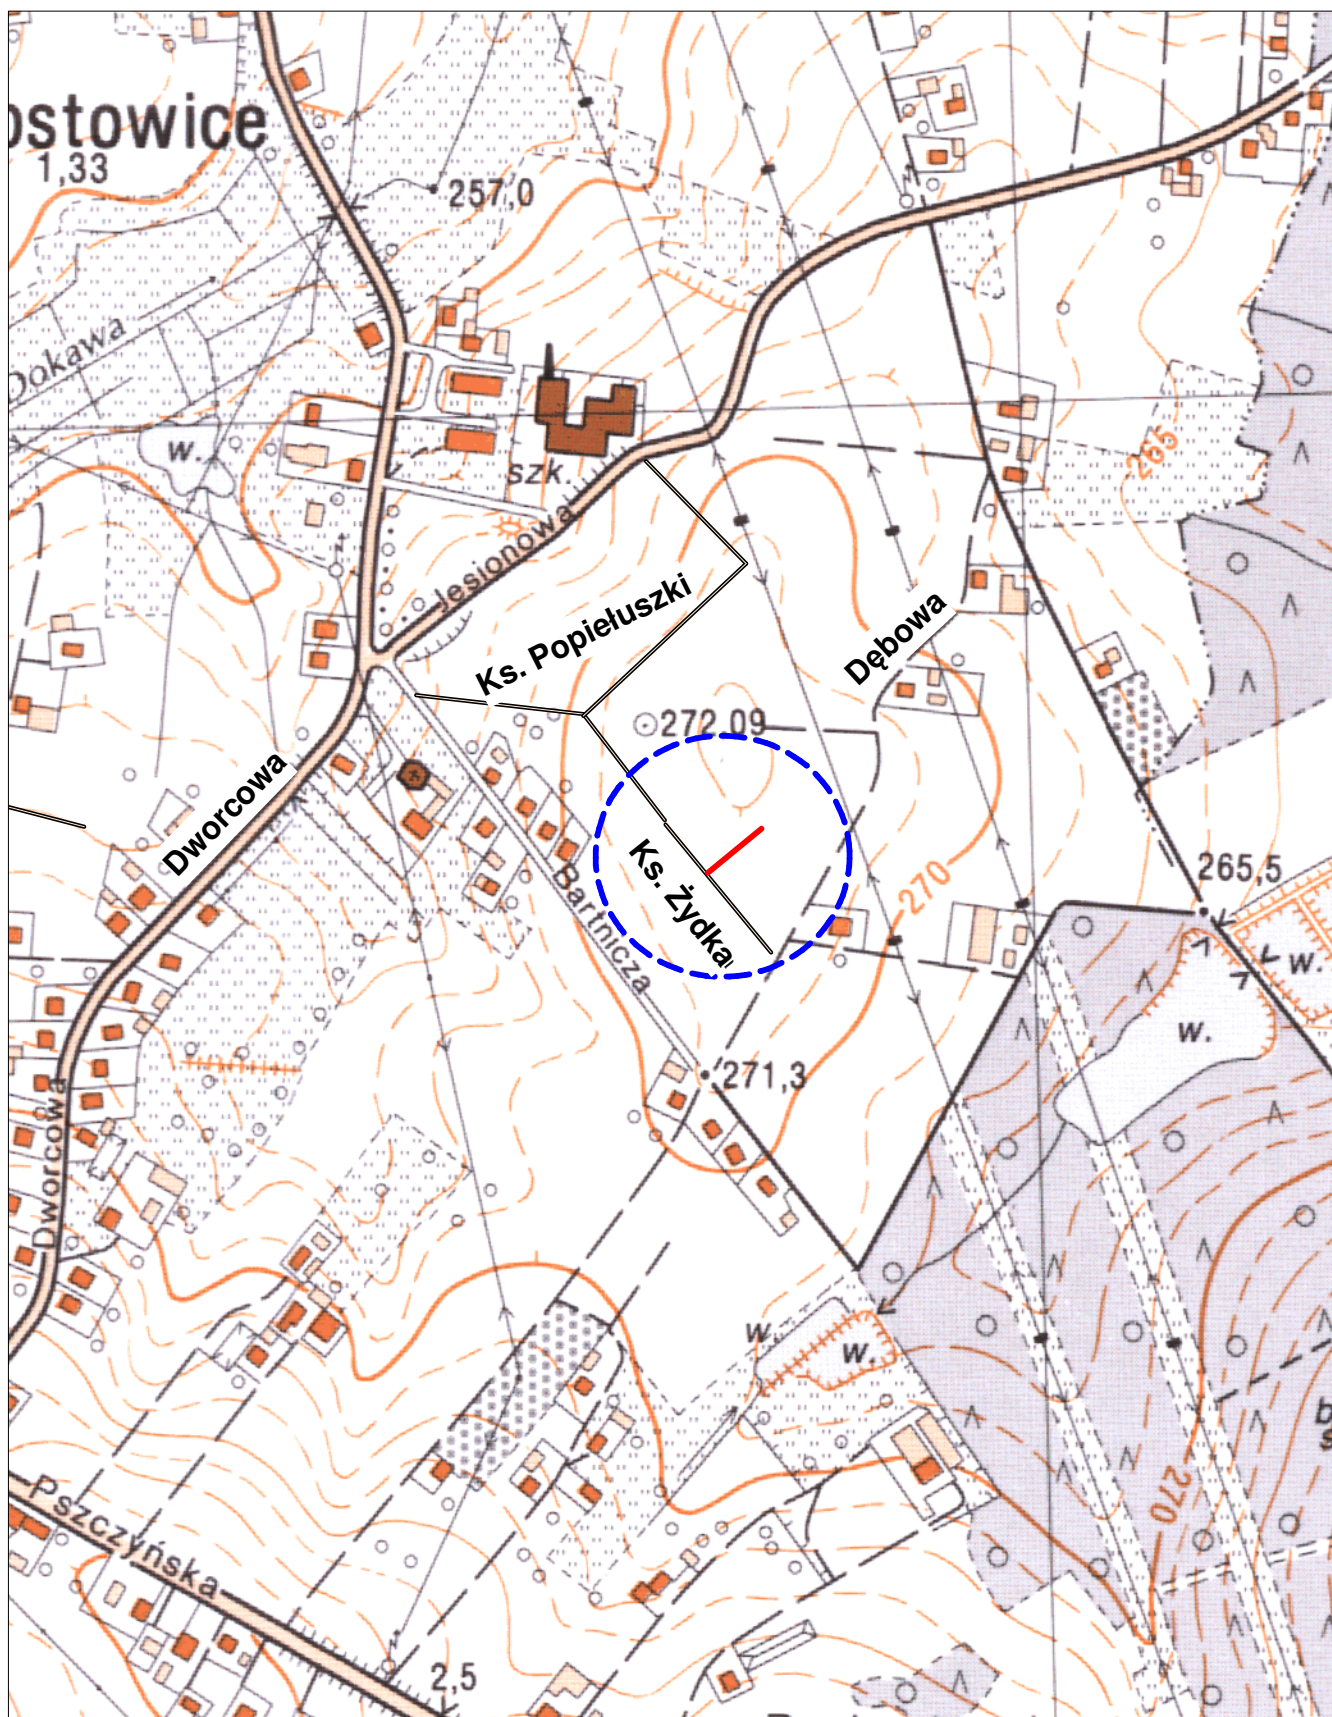 ostowice
1,33
257,0
Dokawa
w.
szk.
265
Jesionowa
Ks. Popiełuszki
Dębowa
272,09
Dworcowa
Ks. Żydka
Bartnicza
270
265,5
w.
w.
271,3
Dworcowa
w.
w.
270
Pszczyńska
2,5